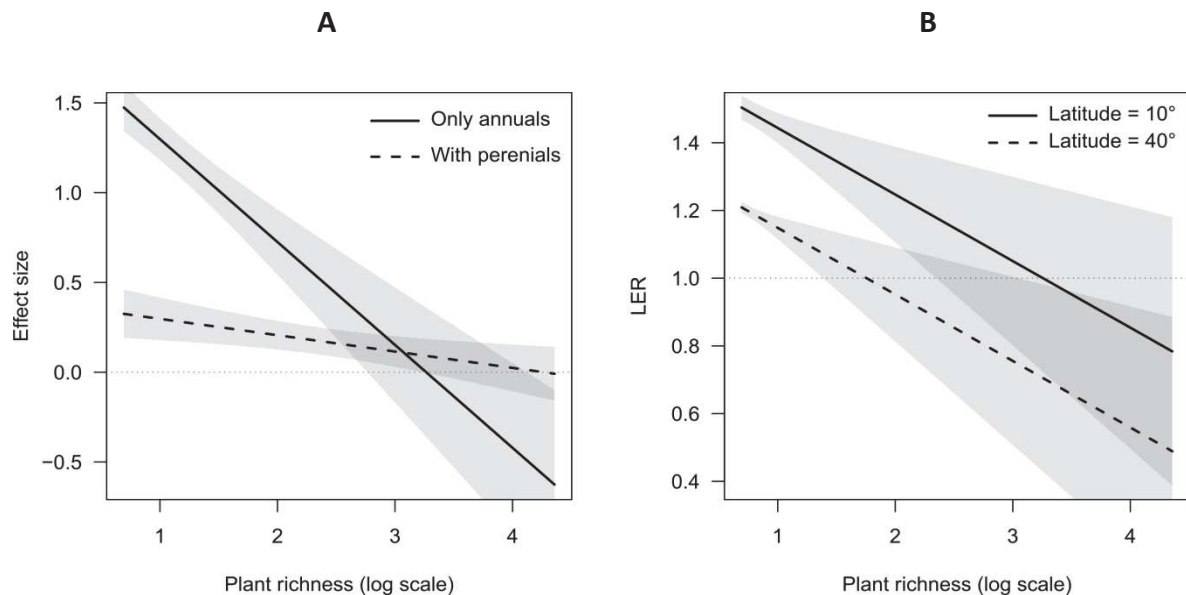 A
Effect size
1.5
1.0
0.5
0.0
−0.5
Only annuals
With perenials
1 2 3 4
Plant richness (log scale)
B
LER
1.4
1.2
1.0
0.8
0.6
0.4
Latitude = 10°
Latitude = 40°
1 2 3 4
Plant richness (log scale)